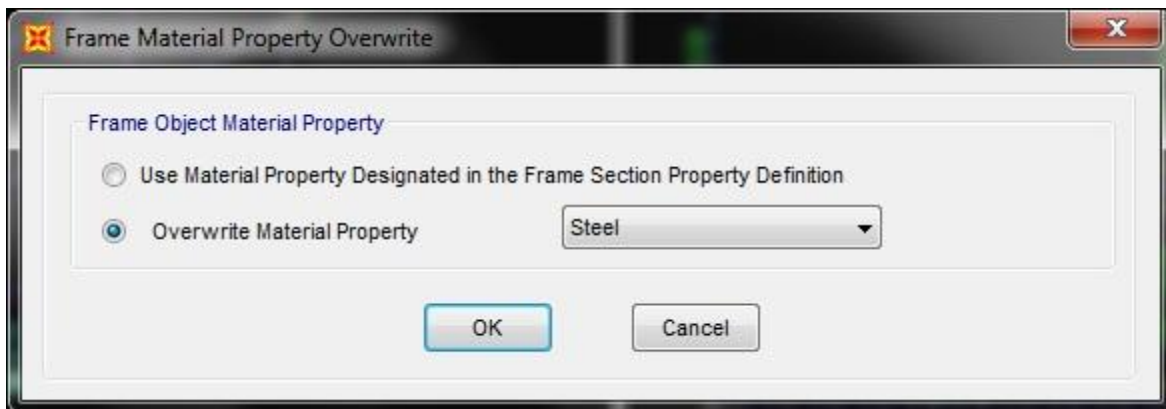 Frame Material Property Overwrite
Frame Object Material Property
Use Material Property Designated in the Frame Section Property Definition
Overwrite Material Property Steel
OK Cancel